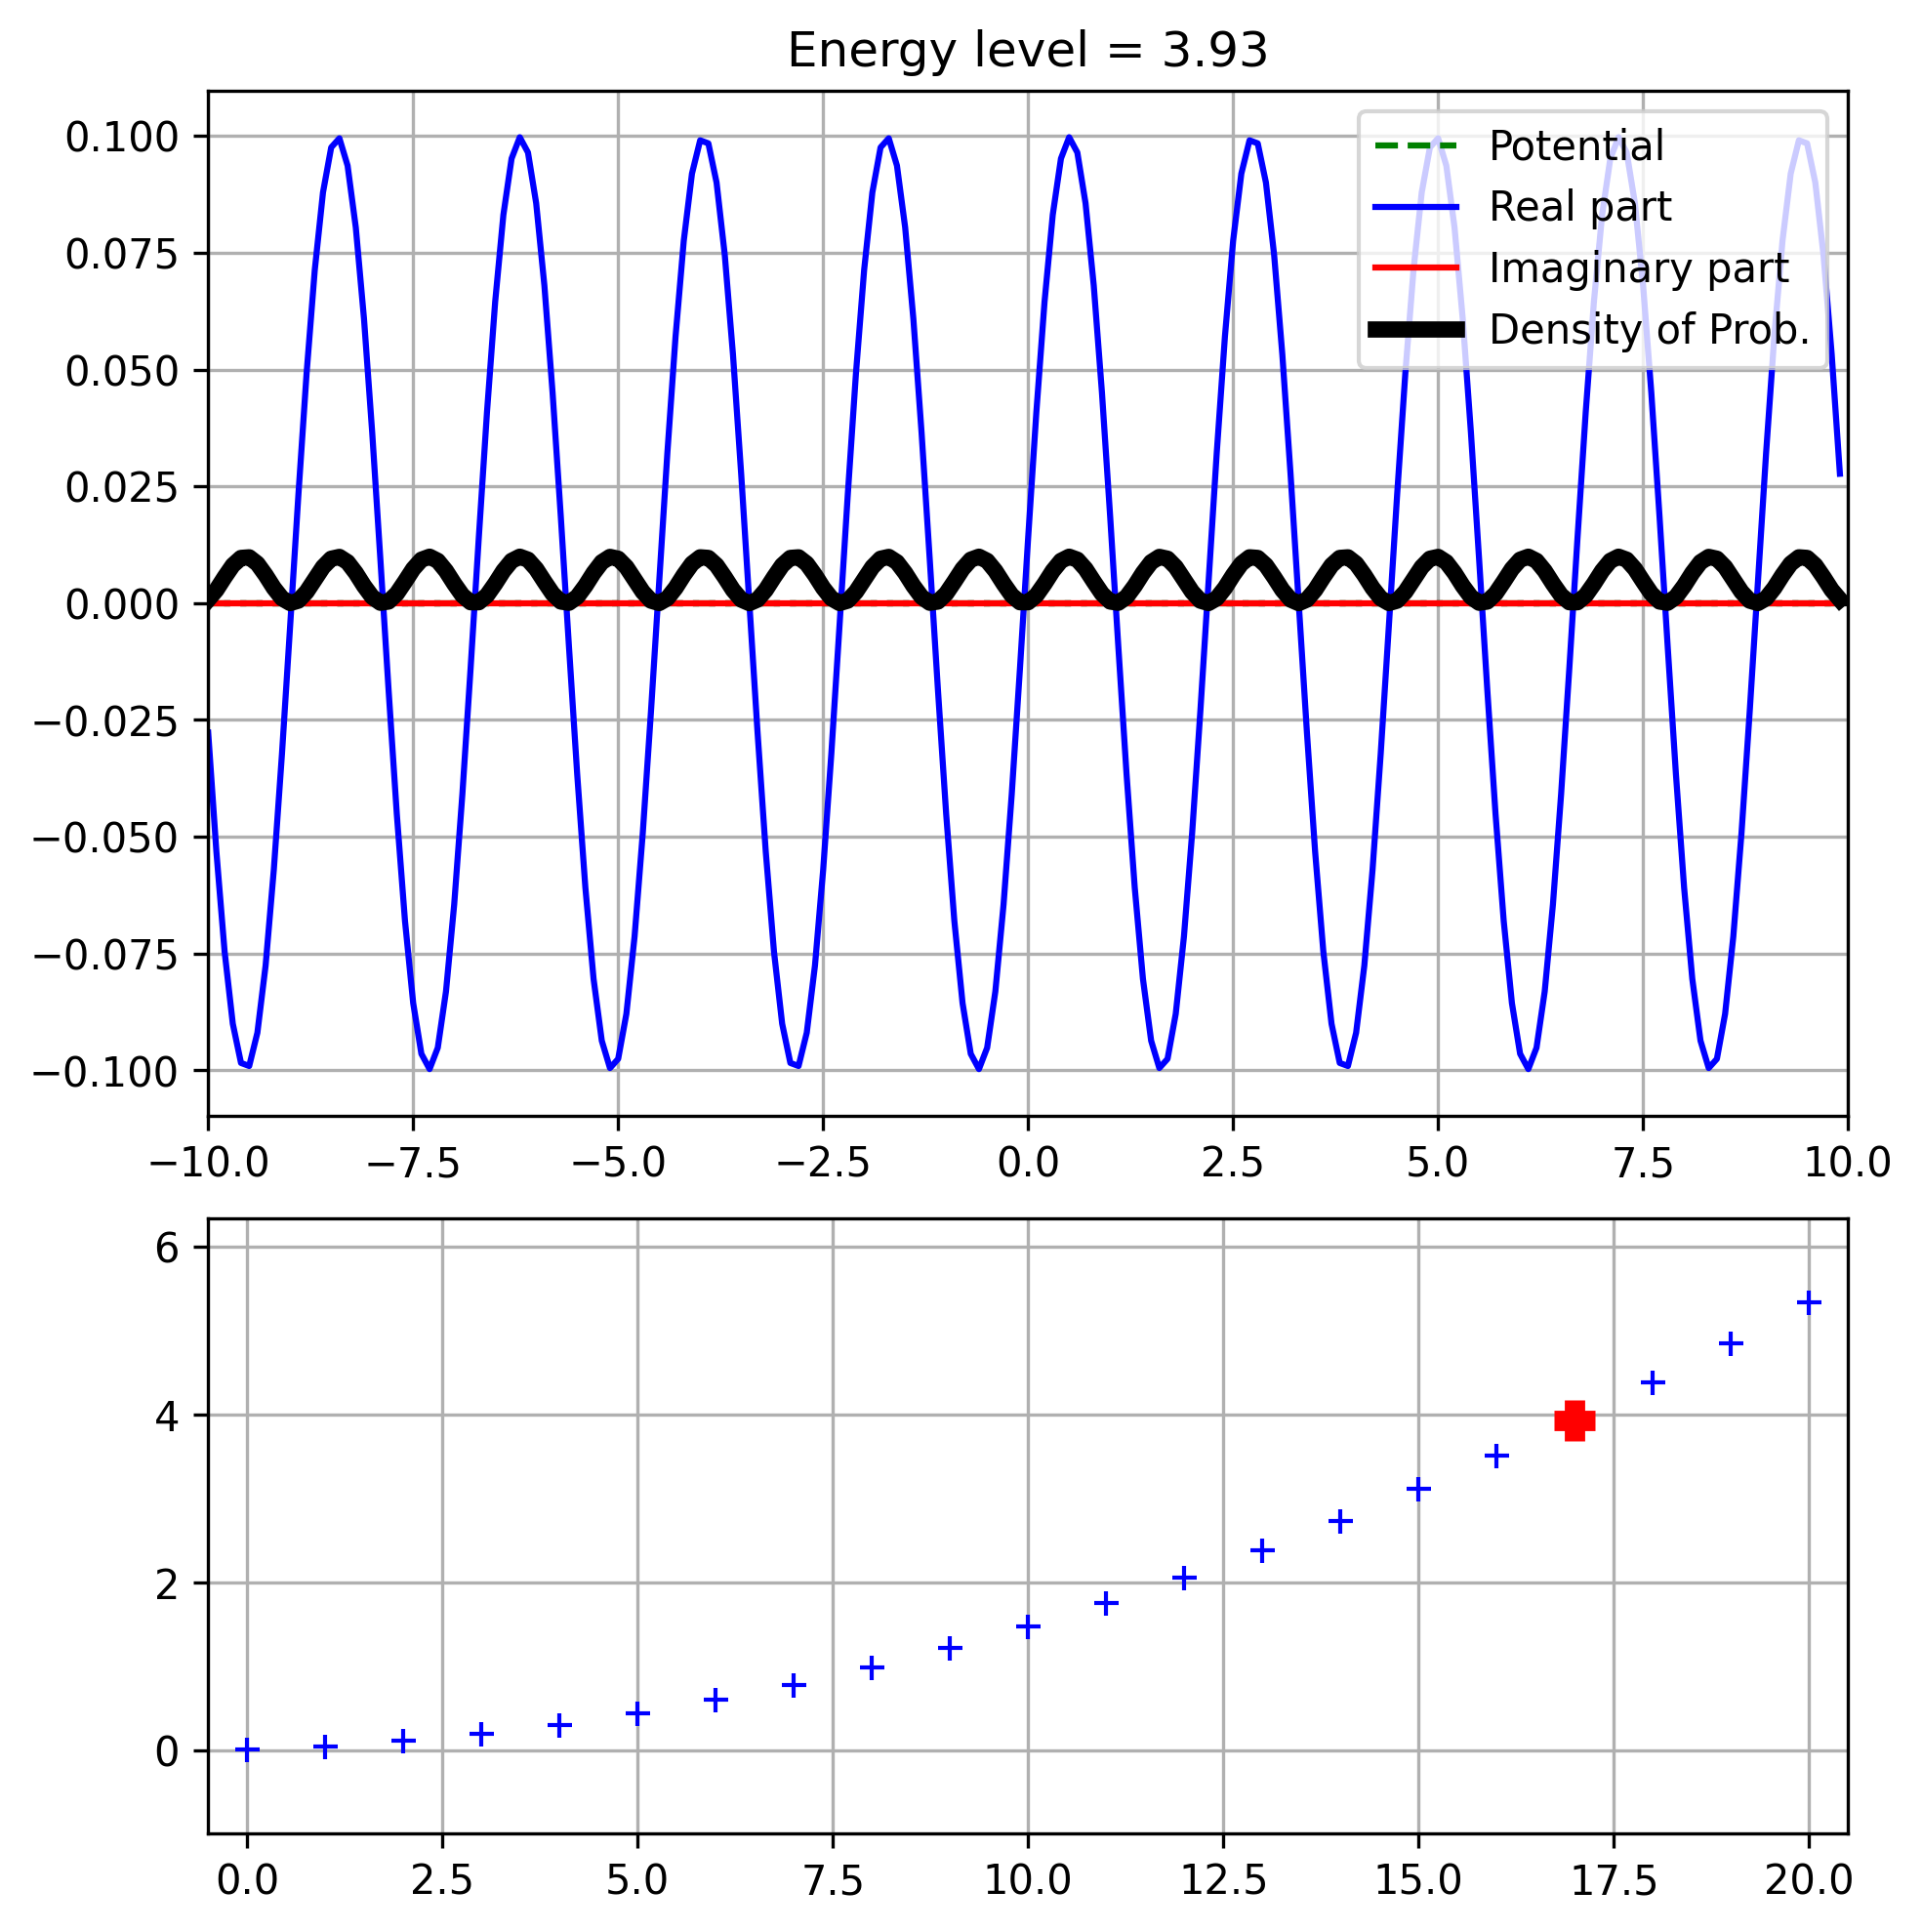 Energy level = 3.93
Potential
Real part
Imaginary part
Density of Prob.
0.100
0.075
0.050
0.025
0.000
−0.025
−0.050
−0.075
−0.100
−10.0 −7.5 −5.0 −2.5 0.0 2.5 5.0 7.5 10.0
6
4
2
0
0.0 2.5 5.0 7.5 10.0 12.5 15.0 17.5 20.0